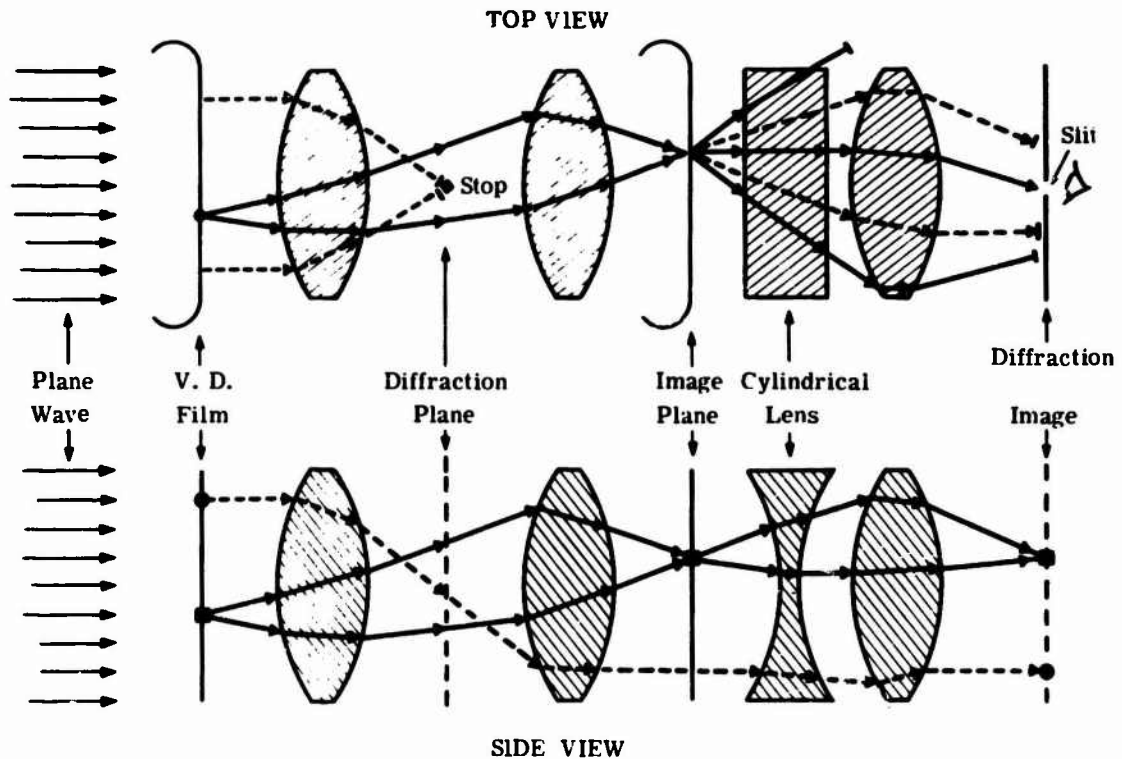 TOP VIEW
Stop
Slit
Plane
Wave
V. D.
Film
Diffraction
Plane
Image
Plane
Cylindrical
Lens
Diffraction
Image
SIDE VIEW